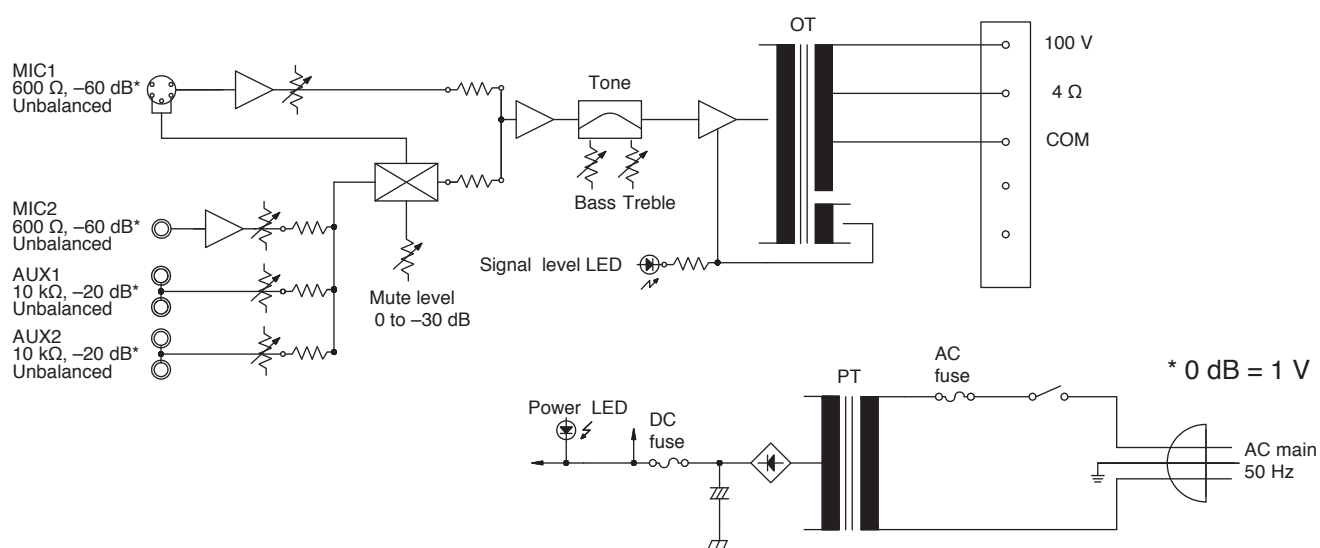 MIC1
600 Ω, –60 dB*
Unbalanced
MIC2
600 Ω, –60 dB*
Unbalanced
AUX1
10 kΩ, –20 dB*
Unbalanced
AUX2
10 kΩ, –20 dB*
Unbalanced
Mute level
0 to –30 dB
Tone
Bass Treble
Signal level LED
OT
100 V
4 Ω
COM
Power LED
DC
fuse
PT
AC
fuse
* 0 dB = 1 V
AC main
50 Hz